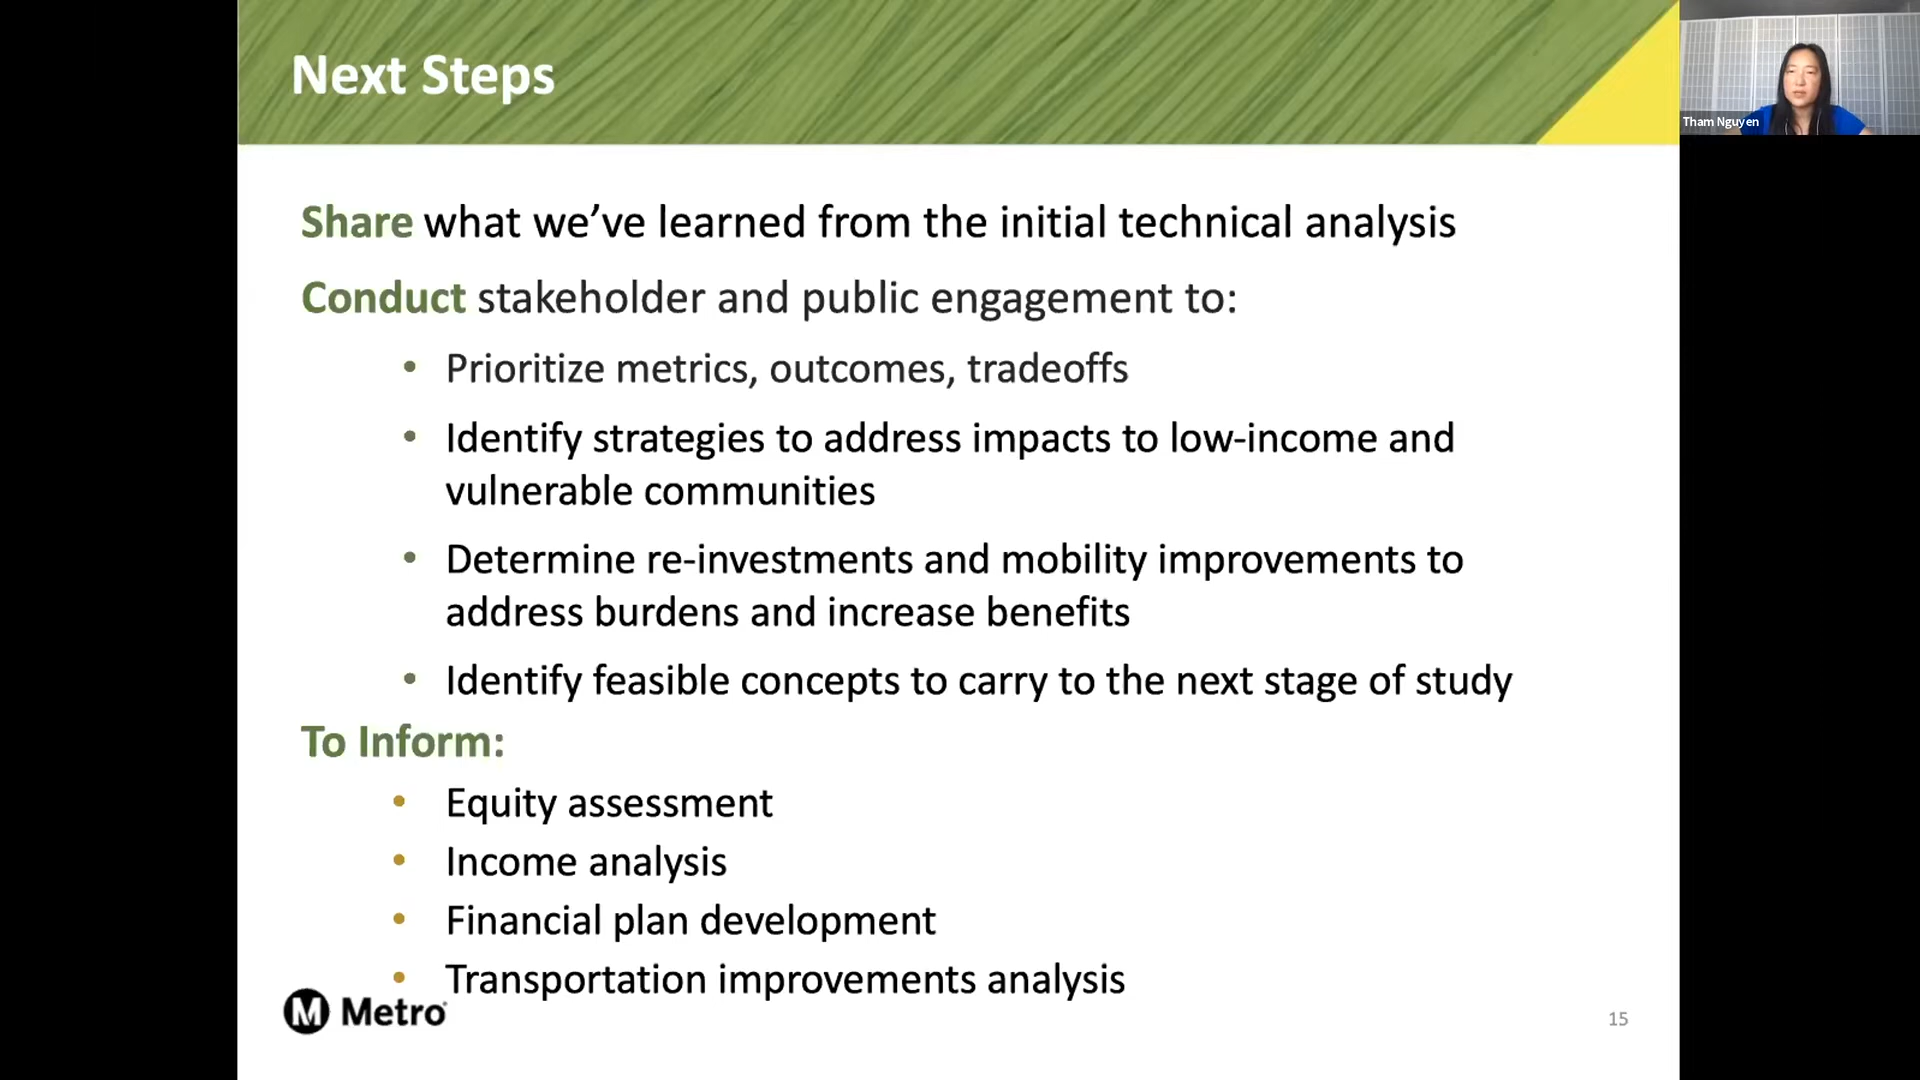 Next Steps
Tham Nguyen
Share what we’ve learned from the initial technical analysis
Conduct stakeholder and public engagement to:
• Prioritize metrics, outcomes, tradeoffs
• Identify strategies to address impacts to low-income and
vulnerable communities
• Determine re-investments and mobility improvements to
address burdens and increase benefits
• Identify feasible concepts to carry to the next stage of study
To Inform:
• Equity assessment
• Income analysis
• Financial plan development
• Transportation improvements analysis
M Metro
15